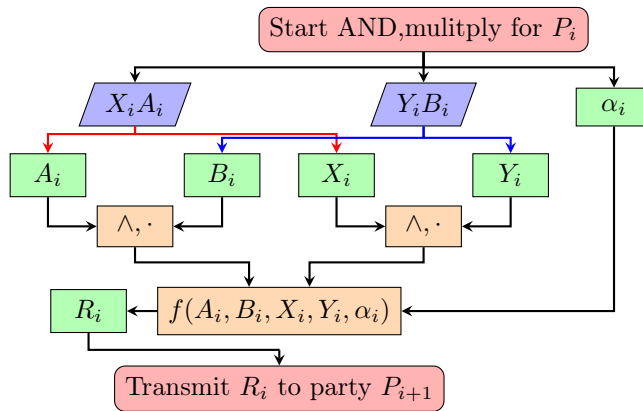 Start AND,mulitply for $P_i$
$X_iA_i$
$Y_iB_i$
$\alpha_i$
$A_i$
$B_i$
$X_i$
$Y_i$
$\wedge, \cdot$
$\wedge, \cdot$
$R_i$
$f(A_i, B_i, X_i, Y_i, \alpha_i)$
Transmit $R_i$ to party $P_{i+1}$